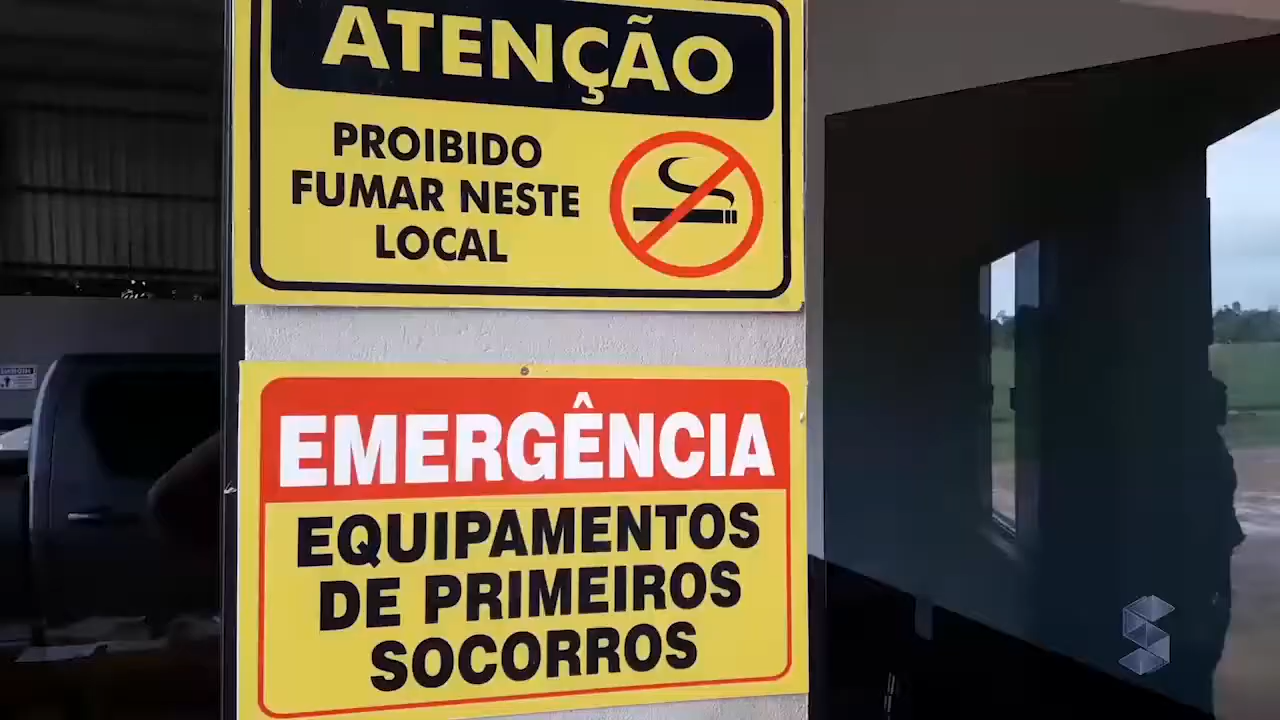 ATENÇÃO
PROIBIDO
FUMAR NESTE
LOCAL
EMERGÊNCIA
EQUIPAMENTOS
DE PRIMEIROS
SOCORROS